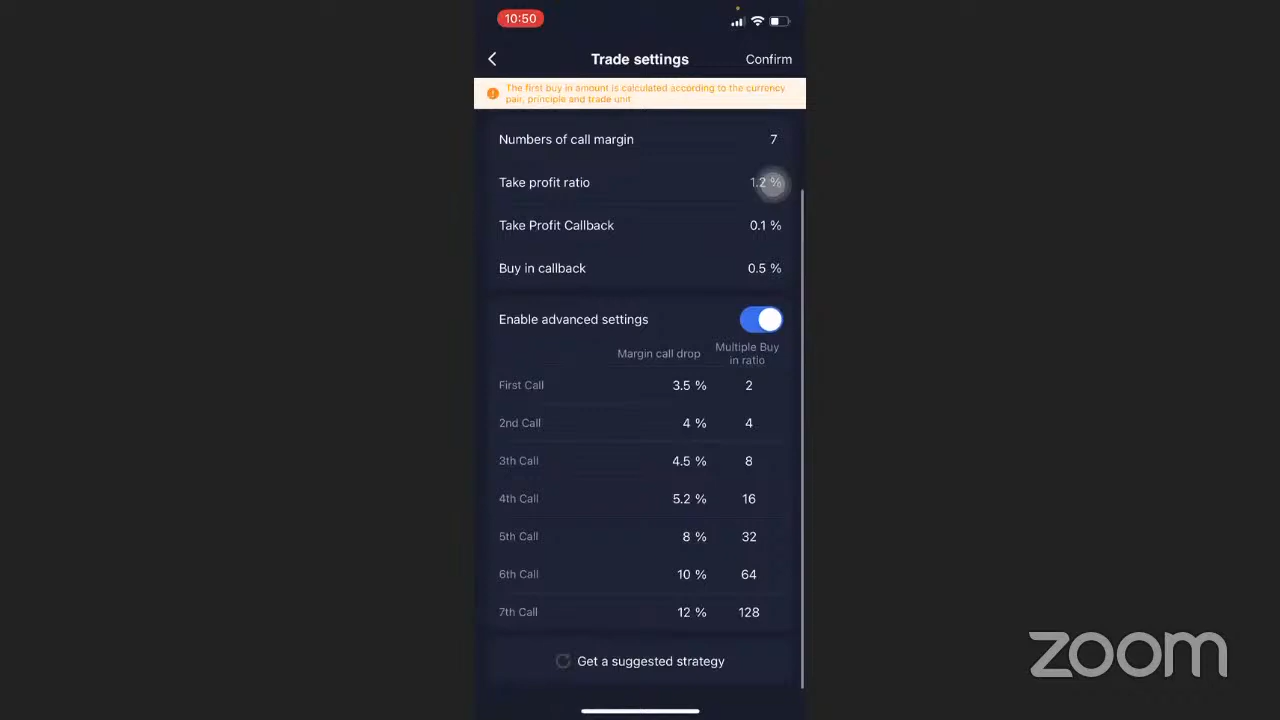 10:50
Trade settings
Confirm
The first buy in amount is calculated according to the currency
pair, principle and trade unit.
Numbers of call margin 7
Take profit ratio 1.2 %
Take Profit Callback 0.1 %
Buy in callback 0.5 %
Enable advanced settings
Margin call drop
Multiple Buy
in ratio
First Call 3.5 % 2
2nd Call 4 % 4
3th Call 4.5 % 8
4th Call 5.2 % 16
5th Call 8 % 32
6th Call 10 % 64
7th Call 12 % 128
Get a suggested strategy
zoom